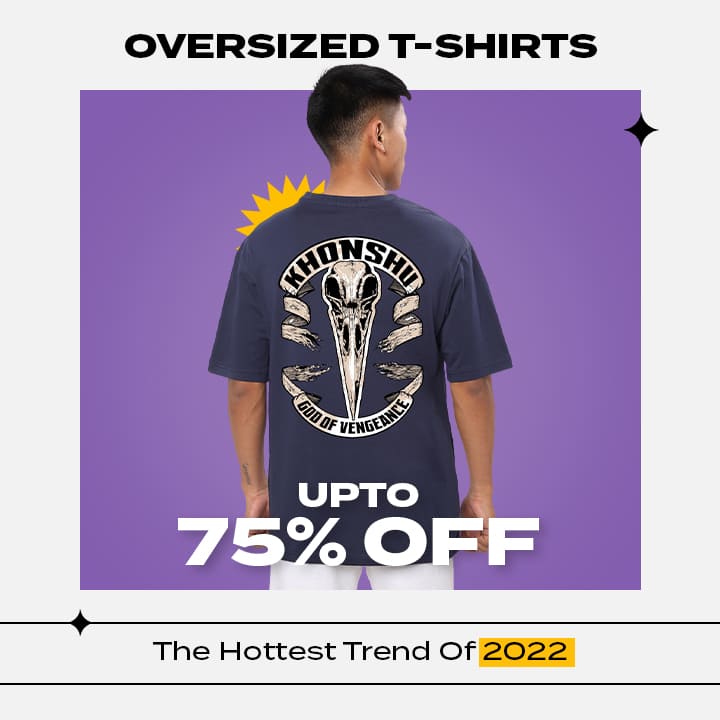 OVERSIZED T-SHIRTS
KHONSHU
GOD OF VENGEANCE
UPTO
75% OFF
The Hottest Trend Of 2022